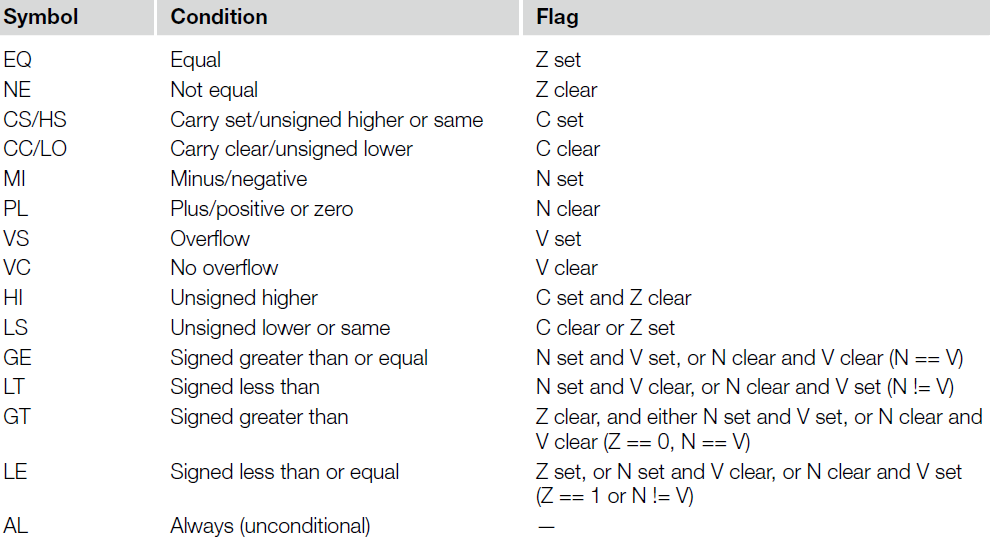 Symbol Condition Flag
EQ Equal Z set
NE Not equal Z clear
CS/HS Carry set/unsigned higher or same C set
CC/LO Carry clear/unsigned lower C clear
MI Minus/negative N set
PL Plus/positive or zero N clear
VS Overflow V set
VC No overflow V clear
HI Unsigned higher C set and Z clear
LS Unsigned lower or same C clear or Z set
GE Signed greater than or equal N set and V set, or N clear and V clear (N == V)
LT Signed less than N set and V clear, or N clear and V set (N != V)
GT Signed greater than Z clear, and either N set and V set, or N clear and
V clear (Z == 0, N == V)
LE Signed less than or equal Z set, or N set and V clear, or N clear and V set
(Z == 1 or N != V)
AL Always (unconditional) —